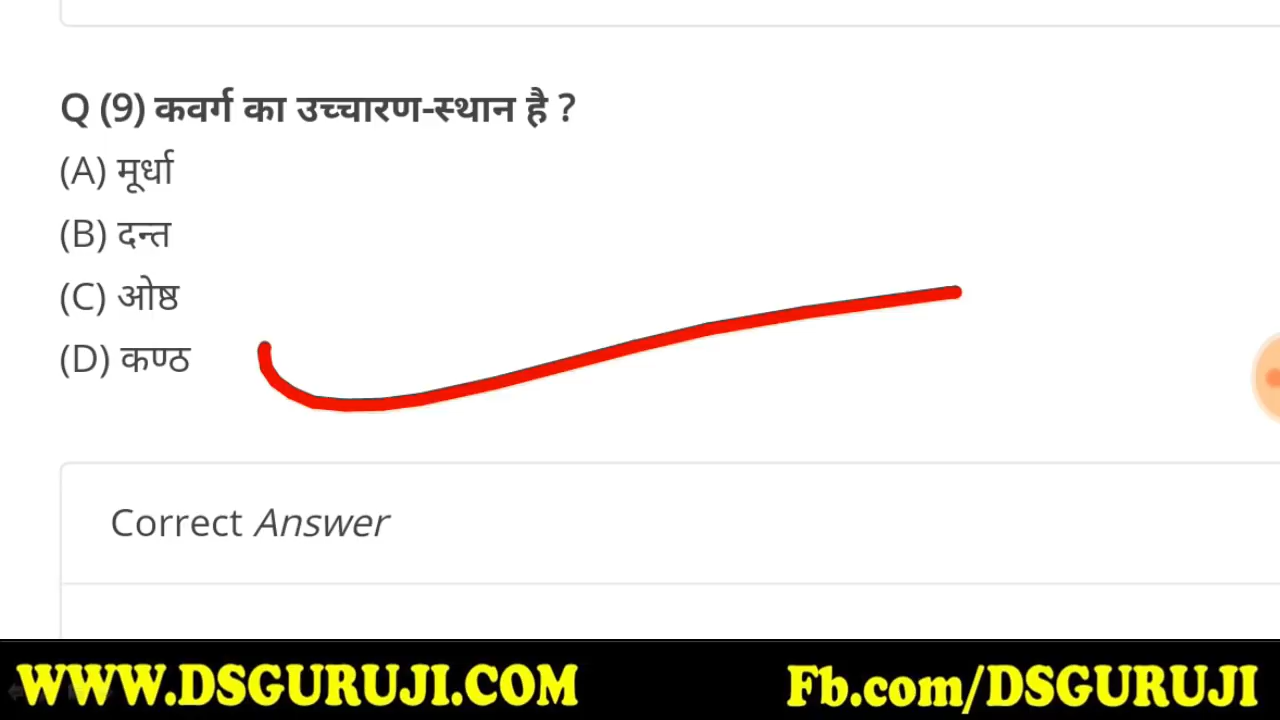 Q (9) कवर्ग का उच्चारण-स्थान है ?
(A) मूर्धा
(B) दन्त
(C) ओष्ठ
(D) कण्ठ
Correct Answer
WWW.DSGURUJI.COM Fb.com/DSGURUJI